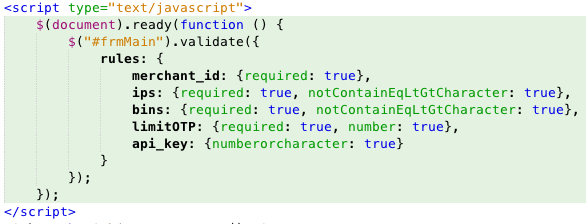 <script type="text/javascript">
    $(document).ready(function () {
        $("#frmMain").validate({
            rules: {
                merchant_id: {required: true},
                ips: {required: true, notContainEqLtGtCharacter: true},
                bins: {required: true, notContainEqLtGtCharacter: true},
                limitOTP: {required: true, number: true},
                api_key: {numberorcharacter: true}
            }
        });
    });
</script>